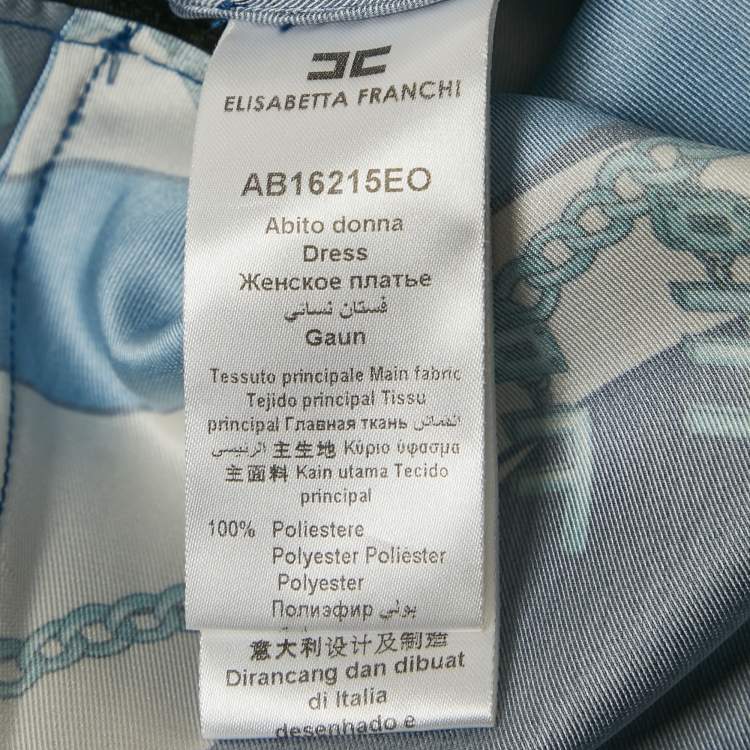 ELISABETTA FRANCHI
AB16215EO
Abito donna
Dress
Женское платье
فستان نسائي
Gaun
Tessuto principale Main fabric
Tejido principal Tissu
principal Главная ткань القماش
الرئيسي 主生地 Κύριο ύφασμα
主面料 Kain utama Tecido
principal
100% Poliestere
Polyester Poliéster
Polyester
Полиэфир بولي
意大利设计及制造
Dirancang dan dibuat
di Italia
desenhado e